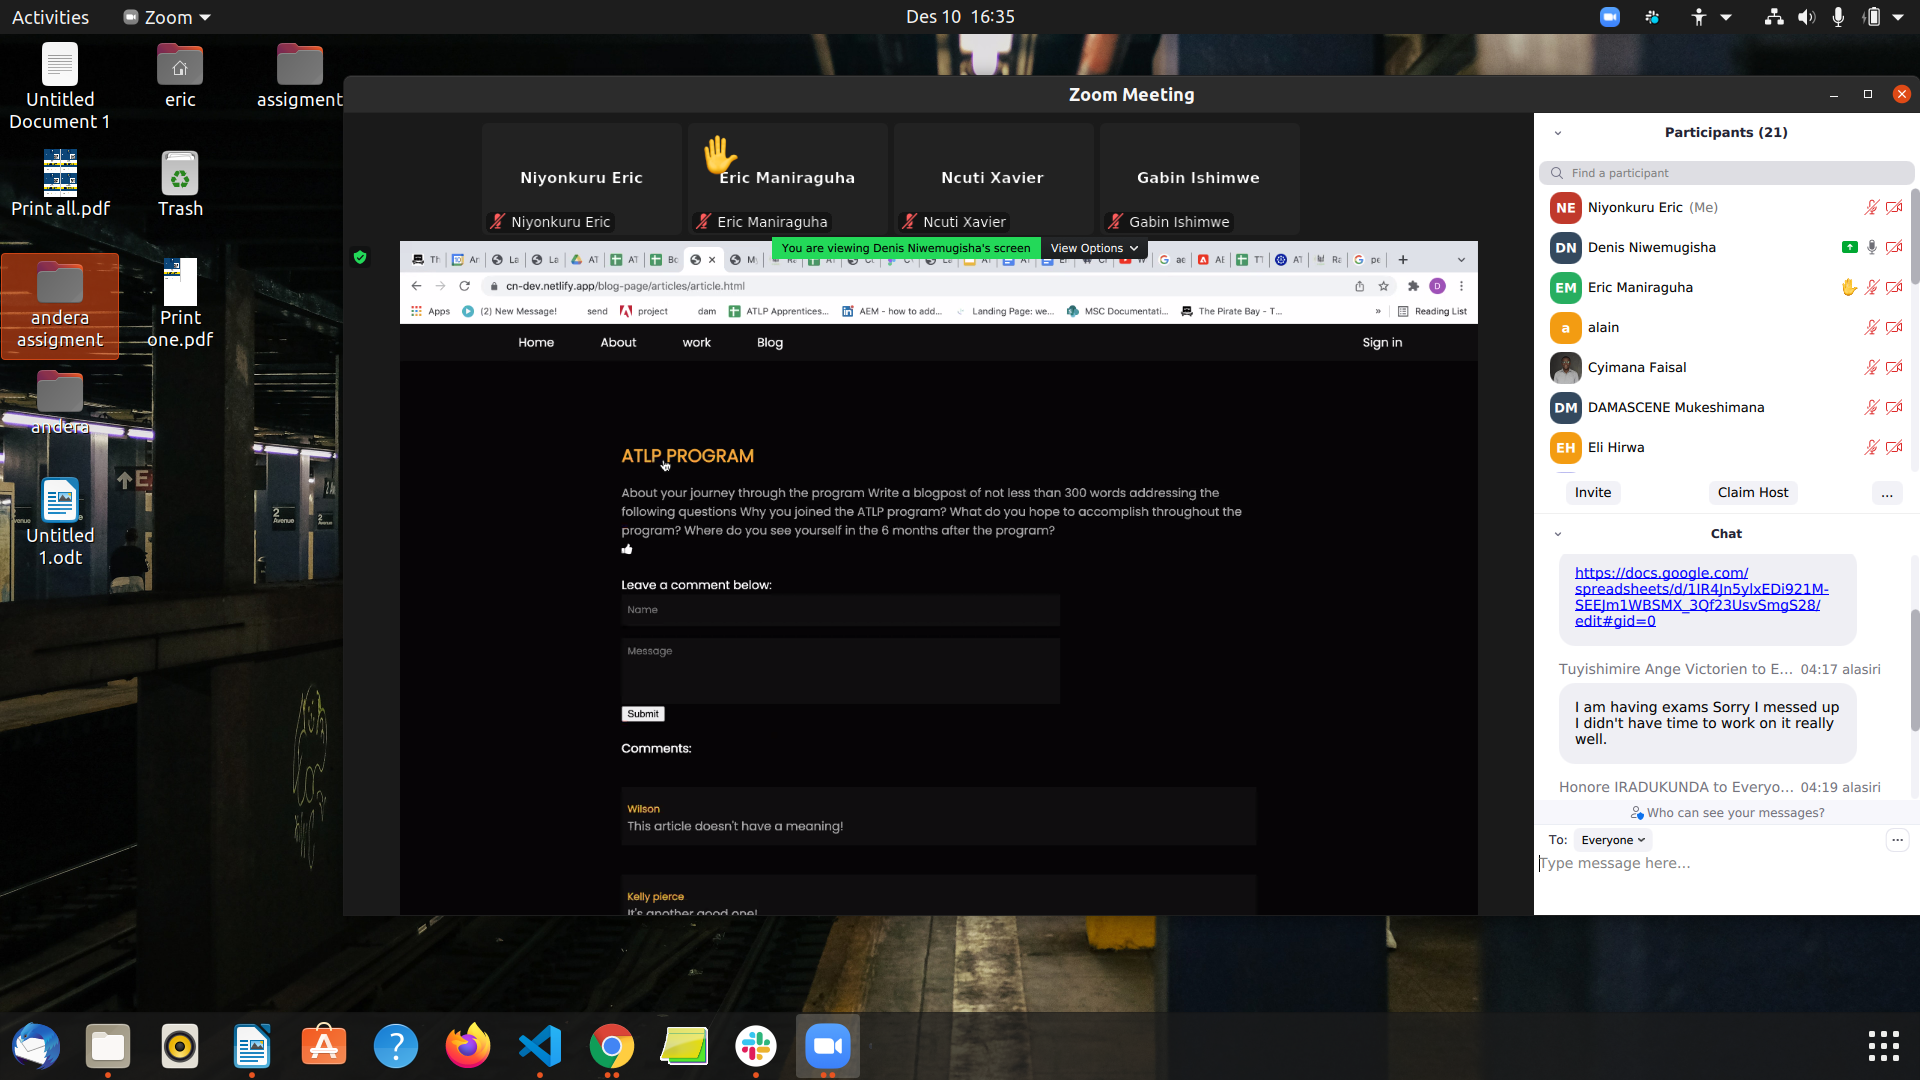 Activities
Zoom
Des 10 16:35
Untitled
Document 1
eric
assigment
Print all.pdf
Trash
andera
assigment
Print
one.pdf
andera
Untitled
1.odt
2
Avenue
2
Avenue
Zoom Meeting
Niyonkuru Eric
Eric Maniraguha
Ncuti Xavier
Gabin Ishimwe
Niyonkuru Eric
Eric Maniraguha
Ncuti Xavier
Gabin Ishimwe
You are viewing Denis Niwemugisha's screen
View Options
cn-dev.netlify.app/blog-page/articles/article.html
D
Apps
(2) New Message!
send
project
dam
ATLP Apprentices...
AEM - how to add...
Landing Page: we...
MSC Documentati...
The Pirate Bay - T...
»
Reading List
Home
About
work
Blog
Sign in
ATLP PROGRAM
About your journey through the program Write a blogpost of not less than 300 words addressing the
following questions Why you joined the ATLP program? What do you hope to accomplish throughout the
program? Where do you see yourself in the 6 months after the program?
Leave a comment below:
Name
Message
Submit
Comments:
Wilson
This article doesn't have a meaning!
Kelly pierce
It's another good one!
Participants (21)
Find a participant
NE Niyonkuru Eric (Me)
DN Denis Niwemugisha
EM Eric Maniraguha
a alain
Cyimana Faisal
DM DAMASCENE Mukeshimana
EH Eli Hirwa
Invite
Claim Host
...
Chat
https://docs.google.com/
spreadsheets/d/1IR4Jn5yIxEDi921M-
SEEJm1WBSMX_3Qf23UsvSmgS28/
edit#gid=0
Tuyishimire Ange Victorien to E... 04:17 alasiri
I am having exams Sorry I messed up
I didn't have time to work on it really
well.
Honore IRADUKUNDA to Everyo... 04:19 alasiri
Who can see your messages?
To: Everyone
Type message here...